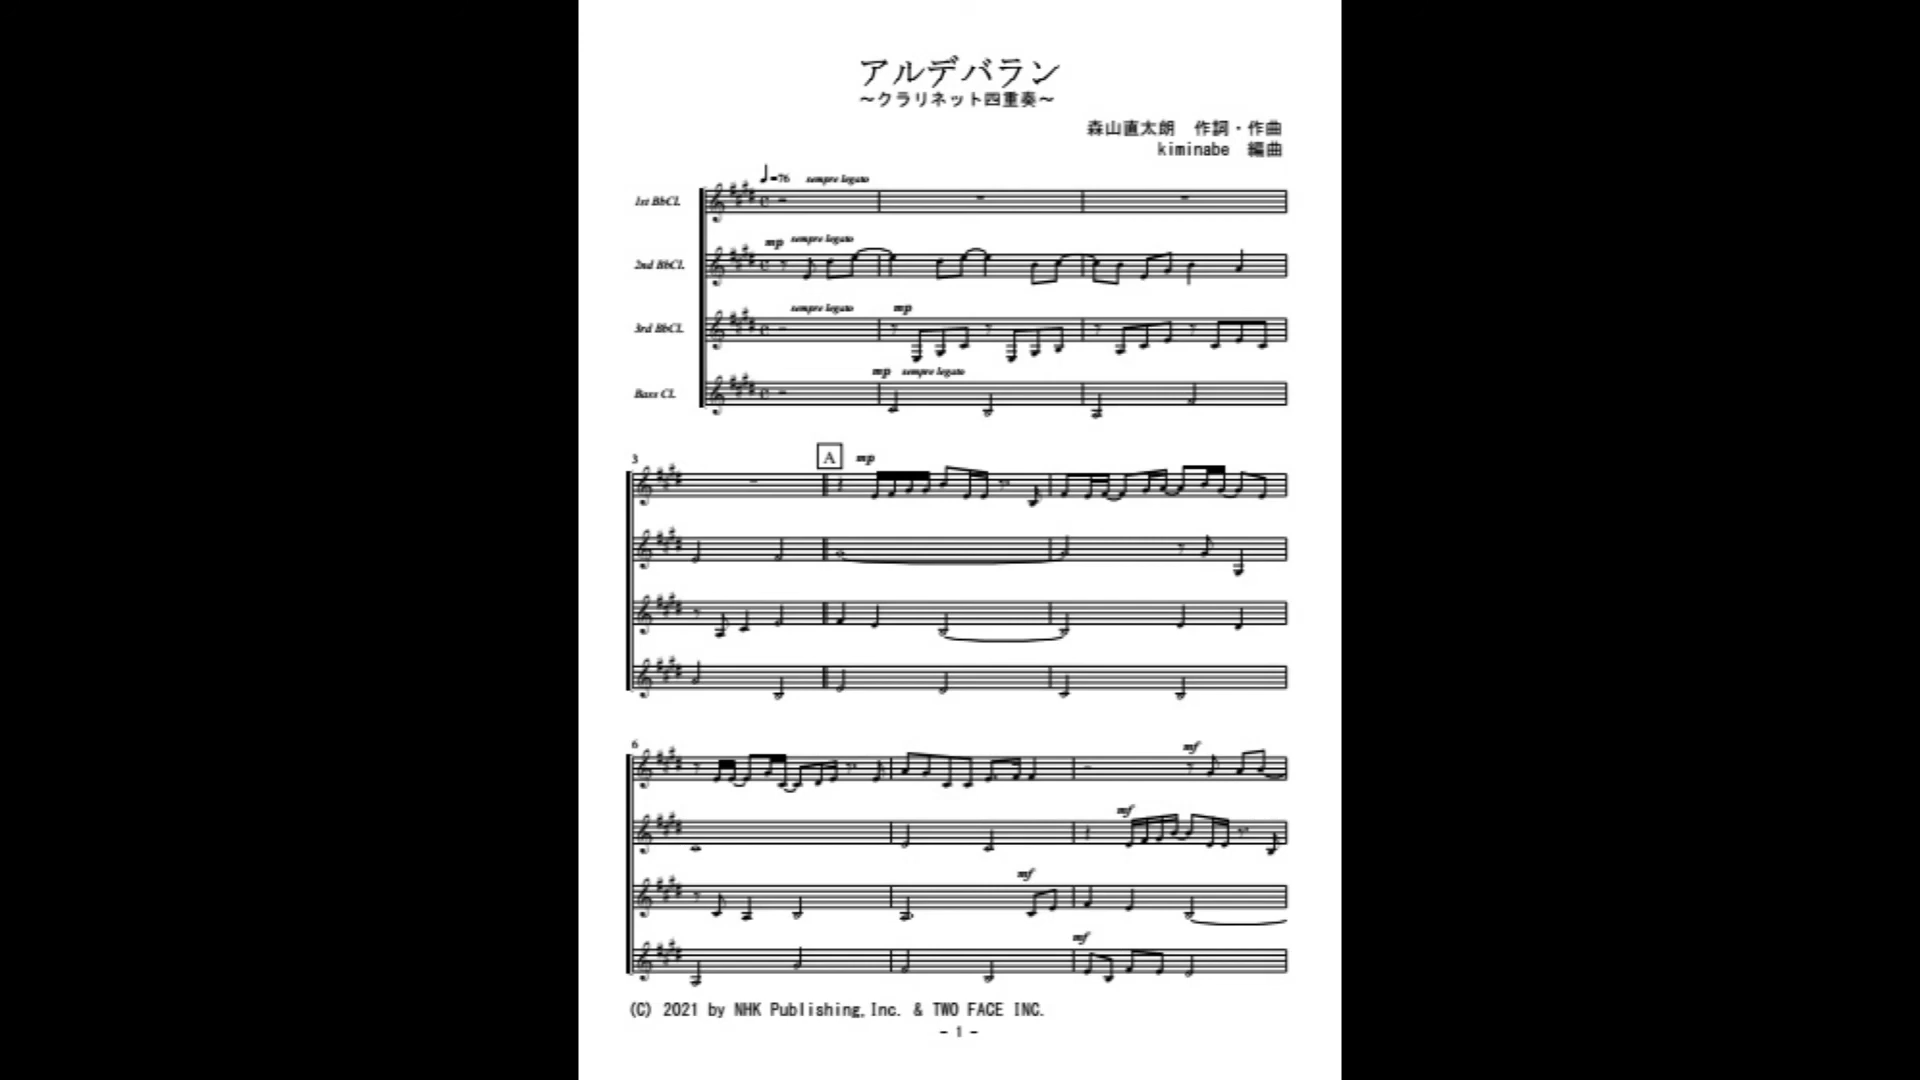 アルデバラン
～クラリネット四重奏～
森山直太朗 作詞・作曲
kiminabe 編曲
♩=76 sempre legato
1st BbCl.
mp sempre legato
2nd BbCl.
sempre legato mp
3rd BbCl.
mp sempre legato
Bass Cl.
3
A mp
6
mf
mf
mf
mf
(C) 2021 by NHK Publishing,Inc. & TWO FACE INC.
- 1 -